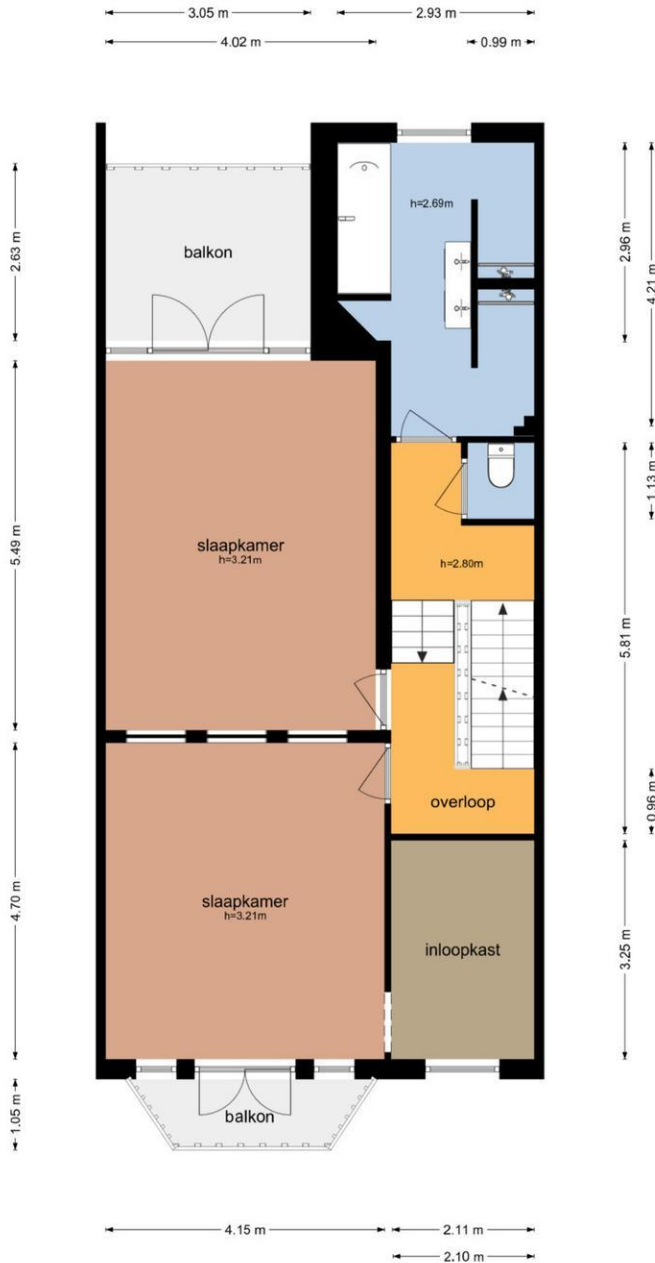 3.05 m
2.93 m
4.02 m
0.99 m
2.63 m
5.49 m
4.70 m
1.05 m
balkon
h=2.69m
slaapkamer
h=3.21m
h=2.80m
overloop
slaapkamer
h=3.21m
inloopkast
balkon
2.96 m
4.21 m
1.13 m
5.81 m
0.96 m
3.25 m
4.15 m
2.11 m
2.10 m